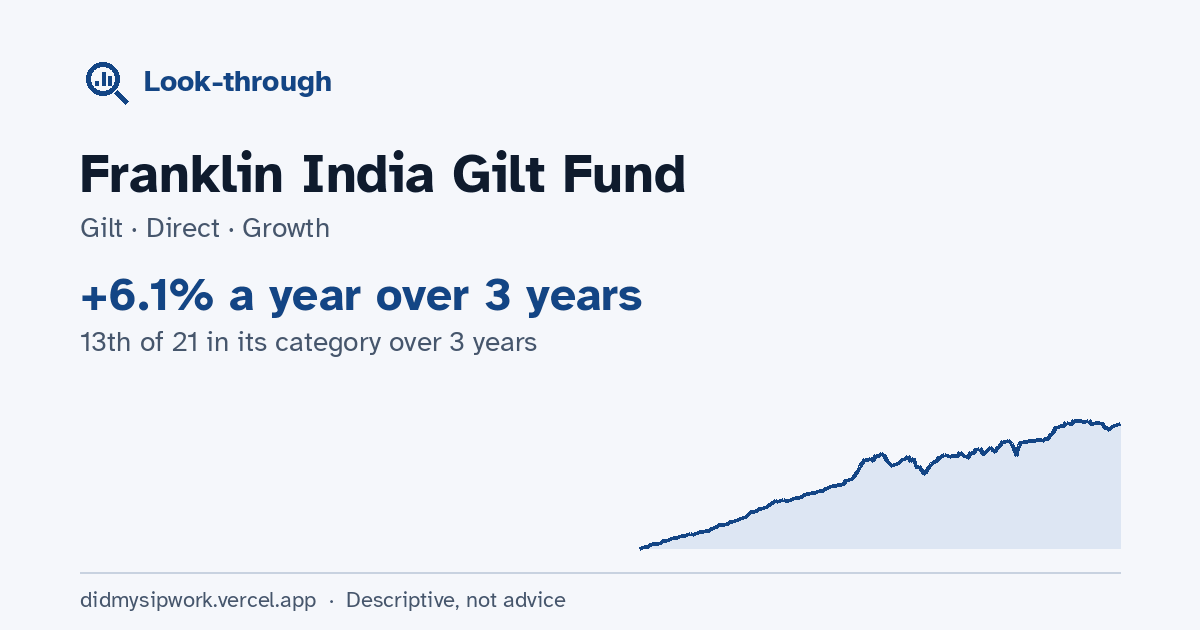 Look-through
Franklin India Gilt Fund
Gilt · Direct · Growth
+6.1% a year over 3 years
13th of 21 in its category over 3 years
didmysipwork.vercel.app · Descriptive, not advice